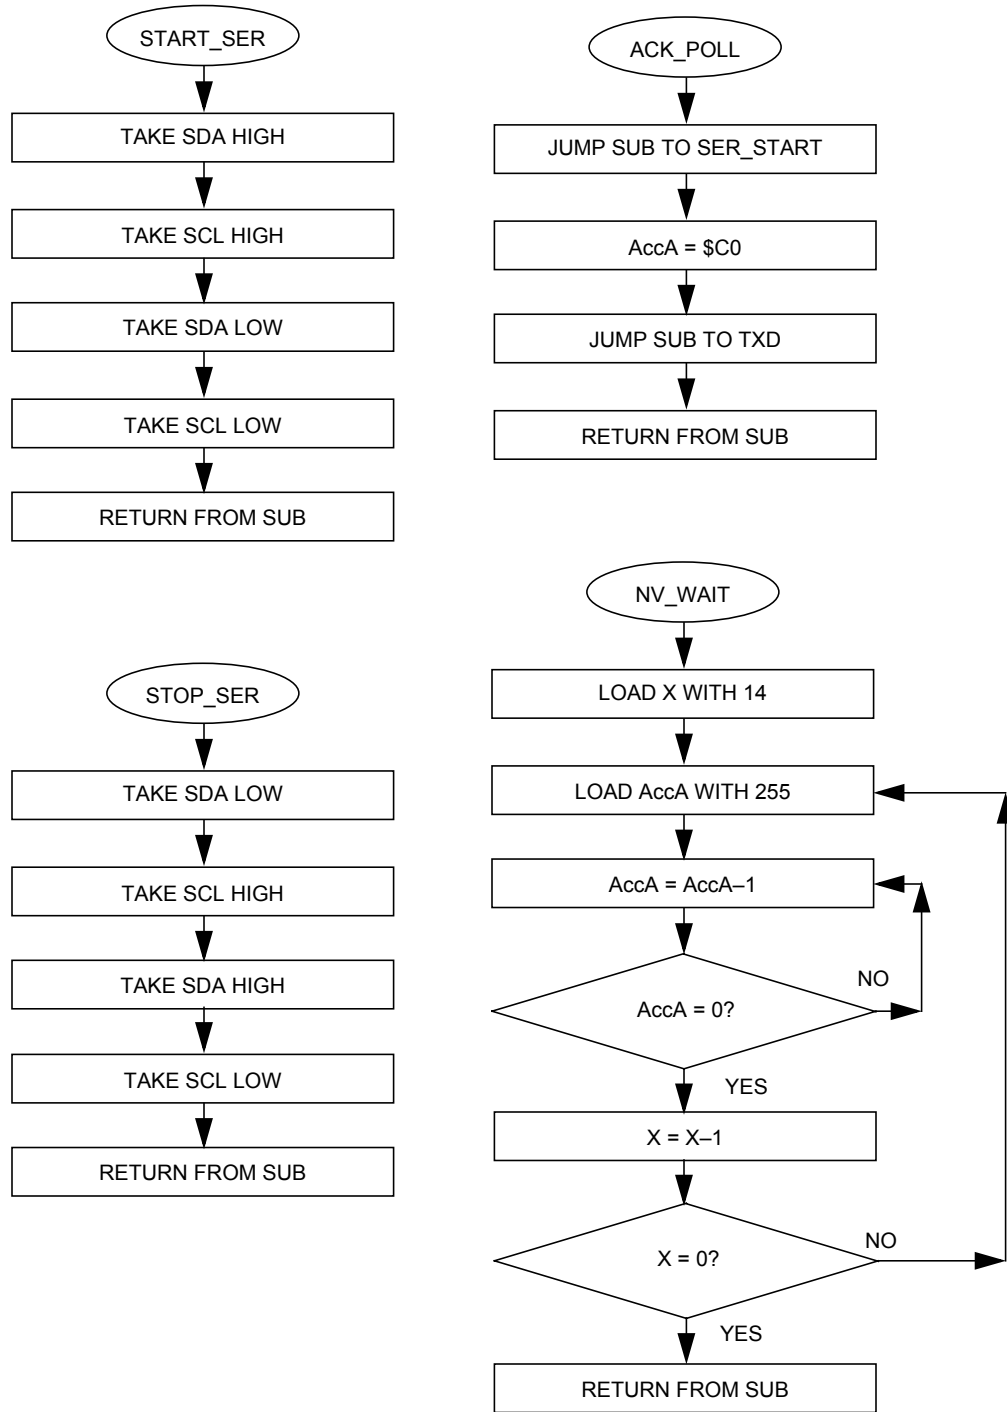 START_SER
TAKE SDA HIGH
TAKE SCL HIGH
TAKE SDA LOW
TAKE SCL LOW
RETURN FROM SUB
ACK_POLL
JUMP SUB TO SER_START
AccA = $C0
JUMP SUB TO TXD
RETURN FROM SUB
STOP_SER
TAKE SDA LOW
TAKE SCL HIGH
TAKE SDA HIGH
TAKE SCL LOW
RETURN FROM SUB
NV_WAIT
LOAD X WITH 14
LOAD AccA WITH 255
AccA = AccA–1
AccA = 0?
NO
YES
X = X–1
X = 0?
NO
YES
RETURN FROM SUB